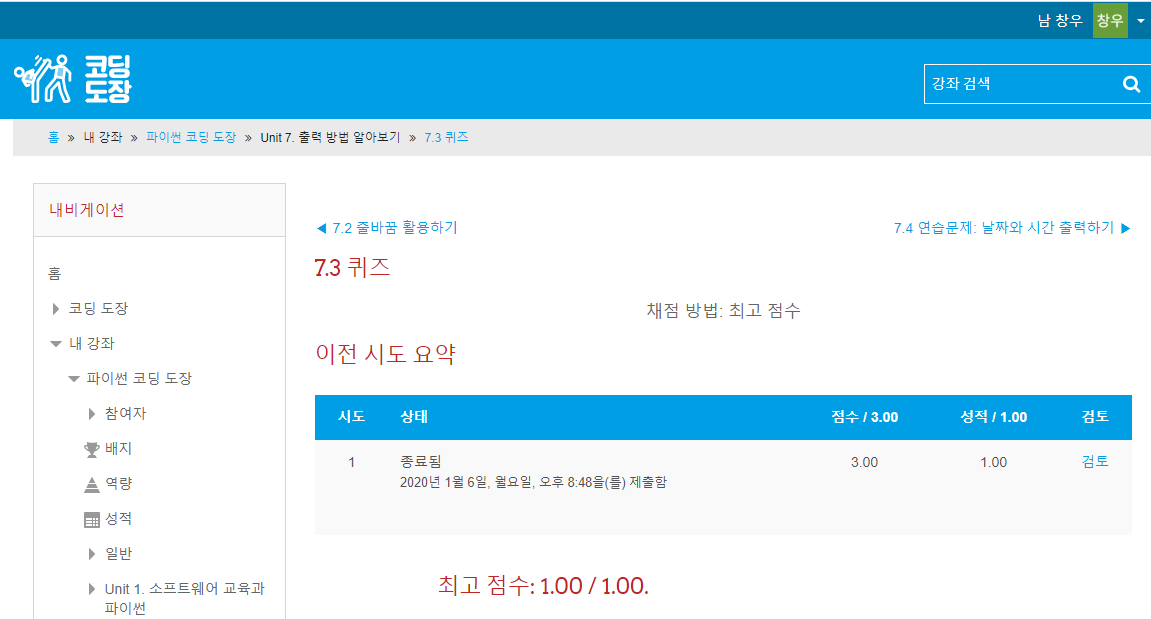 남 창우 창우
코딩
도장
강좌 검색
홈 » 내 강좌 » 파이썬 코딩 도장 » Unit 7. 출력 방법 알아보기 » 7.3 퀴즈
내비게이션
홈
코딩 도장
내 강좌
파이썬 코딩 도장
참여자
배지
역량
성적
일반
Unit 1. 소프트웨어 교육과
파이썬
◀ 7.2 줄바꿈 활용하기
7.4 연습문제: 날짜와 시간 출력하기 ▶
7.3 퀴즈
채점 방법: 최고 점수
이전 시도 요약
시도 상태 점수 / 3.00 성적 / 1.00 검토
1 종료됨 3.00 1.00 검토
2020년 1월 6일, 월요일, 오후 8:48을(를) 제출함
최고 점수: 1.00 / 1.00.